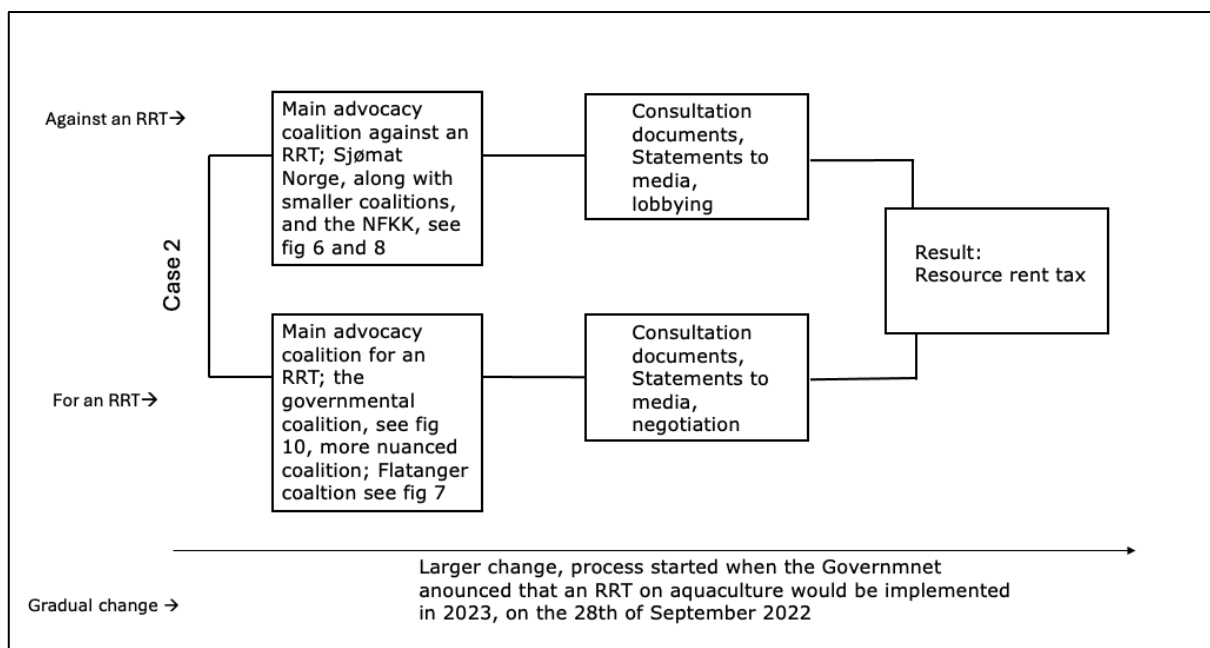 Against an RRT→
Main advocacy
coalition against an
RRT; Sjømat
Norge, along with
smaller coalitions,
and the NFKK, see
fig 6 and 8
Consultation
documents,
Statements to
media,
lobbying
Case 2
Result:
Resource rent tax
For an RRT→
Main advocacy
coalition for an
RRT; the
governmental
coalition, see fig
10, more nuanced
coalition; Flatanger
coaltion see fig 7
Consultation
documents,
Statements to
media,
negotiation
Gradual change →
Larger change, process started when the Governmnet
anounced that an RRT on aquaculture would be implemented
in 2023, on the 28th of September 2022